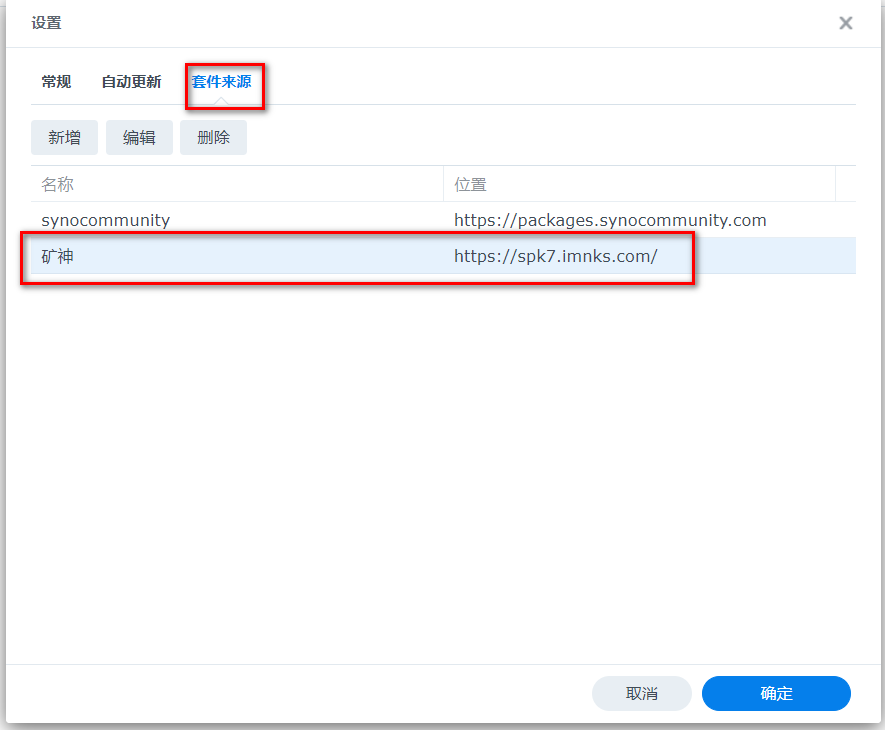 设置
常规 自动更新 套件来源
新增 编辑 删除
名称 位置
synocommunity https://packages.synocommunity.com
矿神 https://spk7.imnks.com/
取消 确定